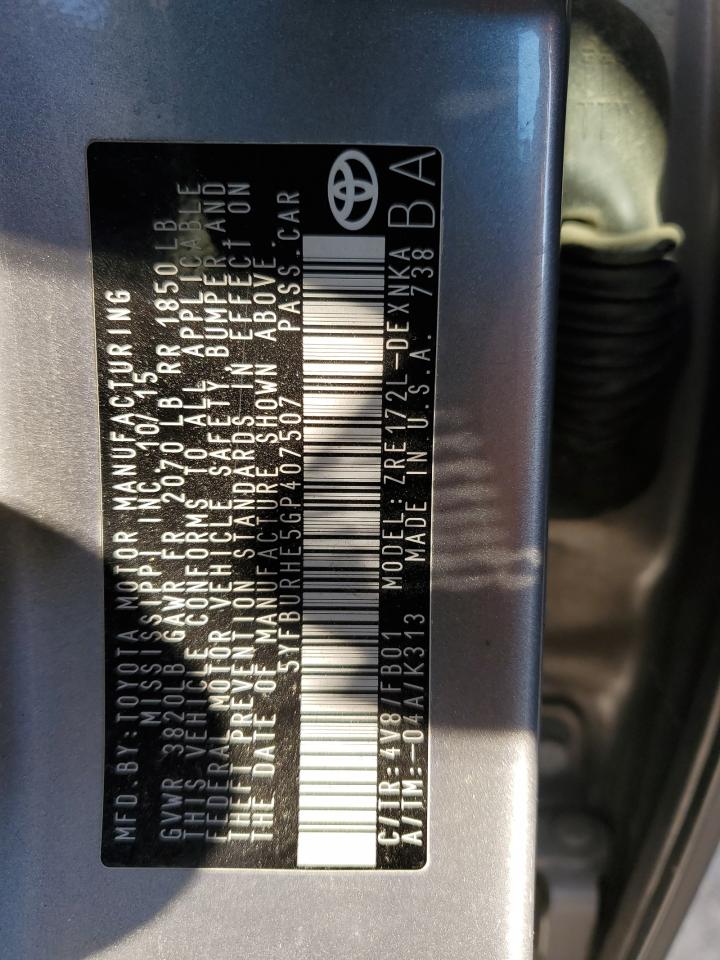 MFD.BY:TOYOTA MOTOR MANUFACTURING
MISSISSIPPI INC.10/15
GVWR 3820LB GAWR FR 2070 LB RR 1850 LB
THIS VEHICLE CONFORMS TO ALL APPLICABLE
FEDERAL MOTOR VEHICLE SAFETY, BUMPER AND
THEFT PREVENTION STANDARDS IN EFFECT ON
THE DATE OF MANUFACTURE SHOWN ABOVE.
5YFBURHE5GP407507 PASS.CAR
C/TR:4V8/FB01 MODEL:ZRE172L-DEXNKA
A/TM:-04A/K313 MADE IN U.S.A. 738 BA